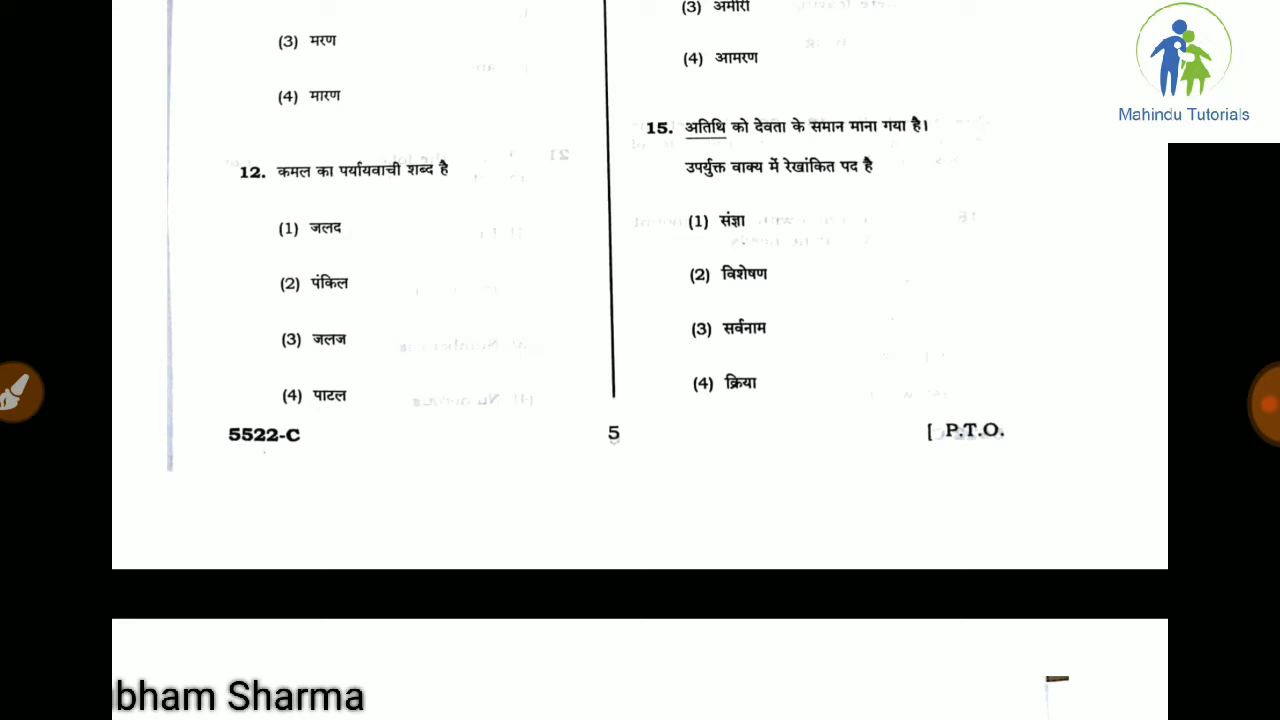 (3) मरण
(4) मारण
12. कमल का पर्यायवाची शब्द है
(1) जलद
(2) पंकिल
(3) जलज
(4) पाटल
(3) अमीरी
(4) आमरण
15. अतिथि को देवता के समान माना गया है।
उपर्युक्त वाक्य में रेखांकित पद है
(1) संज्ञा
(2) विशेषण
(3) सर्वनाम
(4) क्रिया
5522-C
5
[ P.T.O.
Mahindu Tutorials
bham Sharma